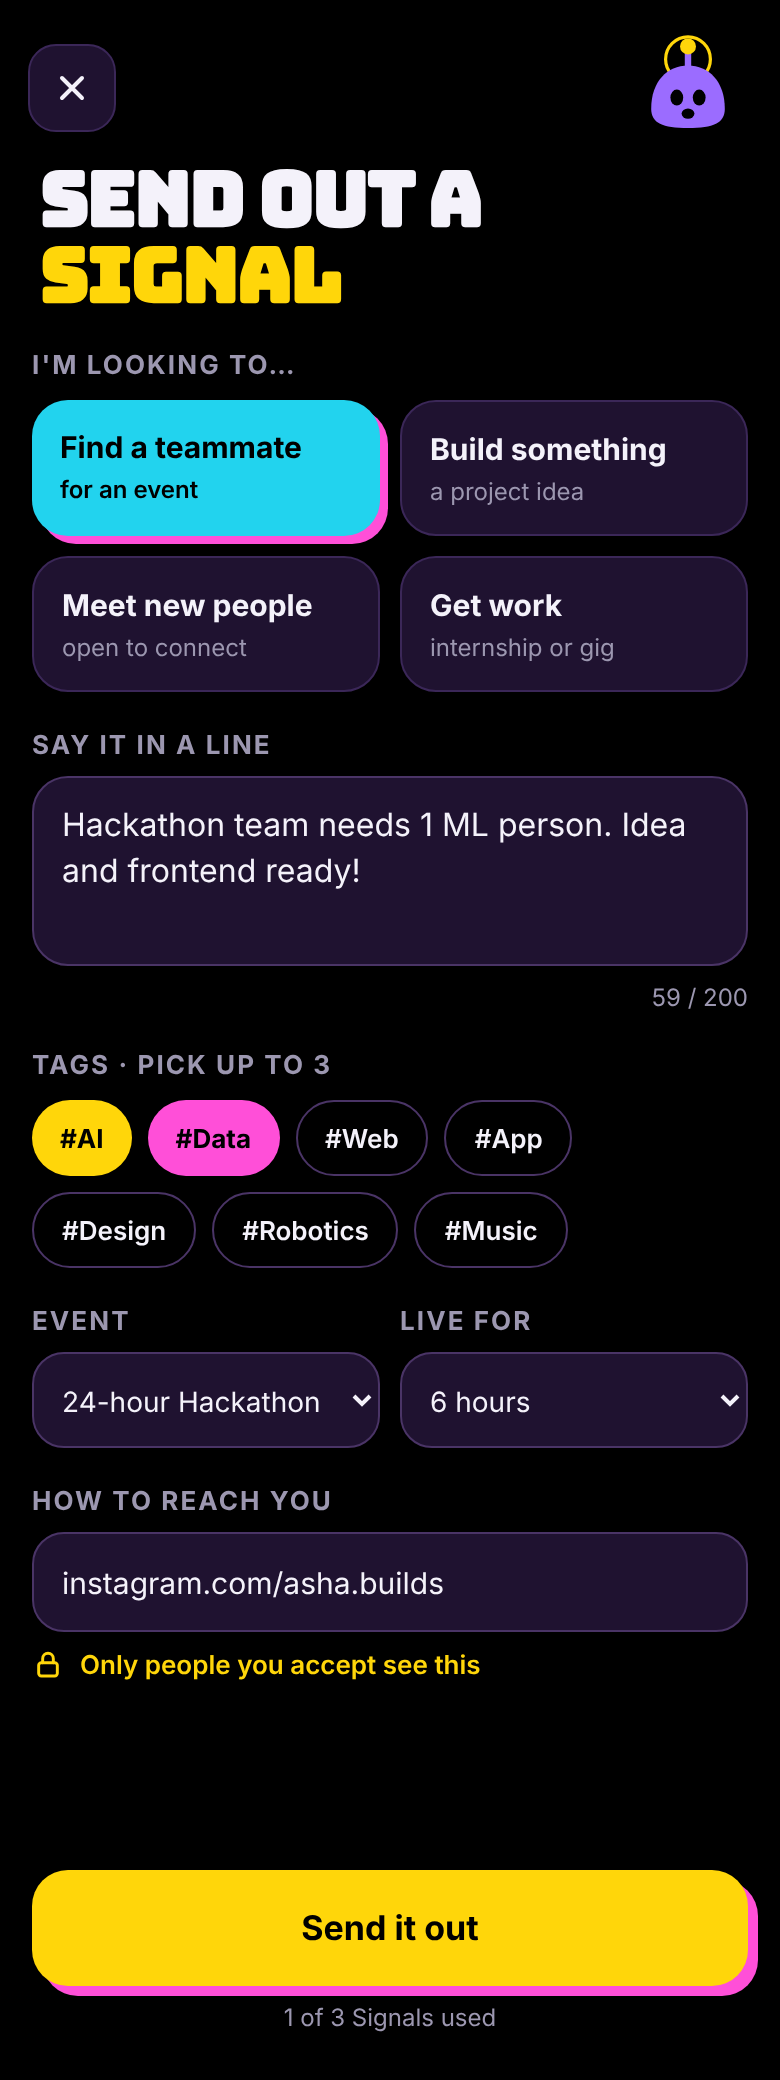 SEND OUT A
SIGNAL
I'M LOOKING TO...
Find a teammate
for an event
Build something
a project idea
Meet new people
open to connect
Get work
internship or gig
SAY IT IN A LINE
Hackathon team needs 1 ML person. Idea
and frontend ready!
59 / 200
TAGS · PICK UP TO 3
#AI #Data #Web #App
#Design #Robotics #Music
EVENT
24-hour Hackathon
LIVE FOR
6 hours
HOW TO REACH YOU
instagram.com/asha.builds
Only people you accept see this
Send it out
1 of 3 Signals used